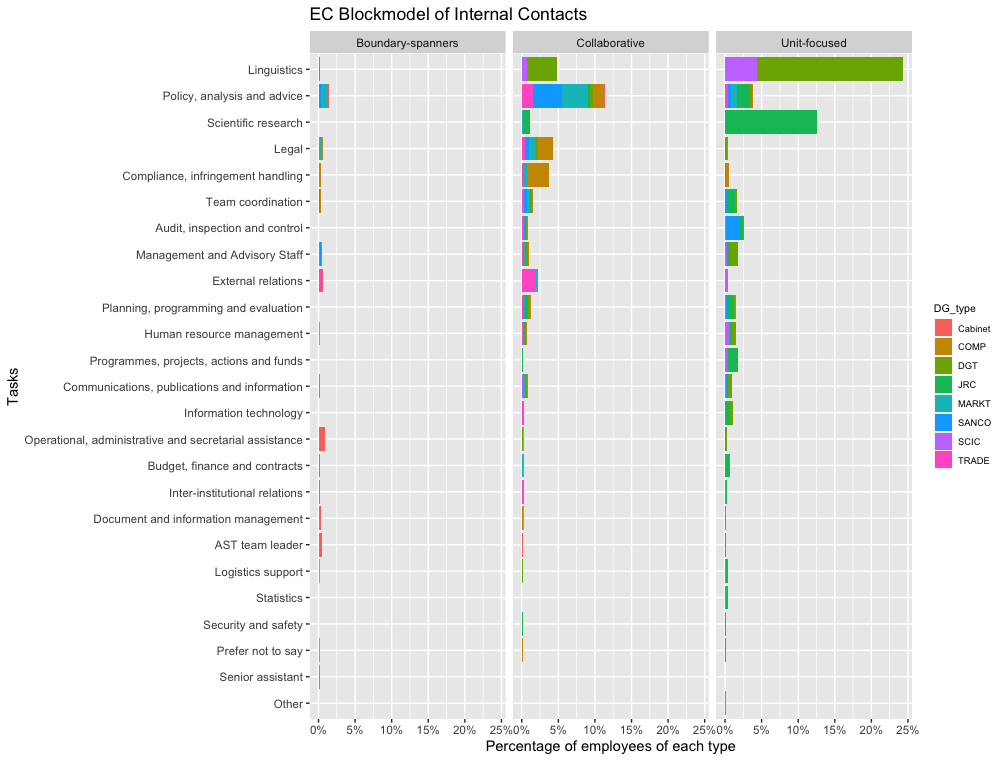 EC Blockmodel of Internal Contacts
Boundary-spanners
Collaborative
Unit-focused
Tasks
Linguistics
Policy, analysis and advice
Scientific research
Legal
Compliance, infringement handling
Team coordination
Audit, inspection and control
Management and Advisory Staff
External relations
Planning, programming and evaluation
Human resource management
Programmes, projects, actions and funds
Communications, publications and information
Information technology
Operational, administrative and secretarial assistance
Budget, finance and contracts
Inter-institutional relations
Document and information management
AST team leader
Logistics support
Statistics
Security and safety
Prefer not to say
Senior assistant
Other
0% 5% 10% 15% 20% 25%
0% 5% 10% 15% 20% 25%
0% 5% 10% 15% 20% 25%
Percentage of employees of each type
DG_type
Cabinet
COMP
DGT
JRC
MARKT
SANCO
SCIC
TRADE